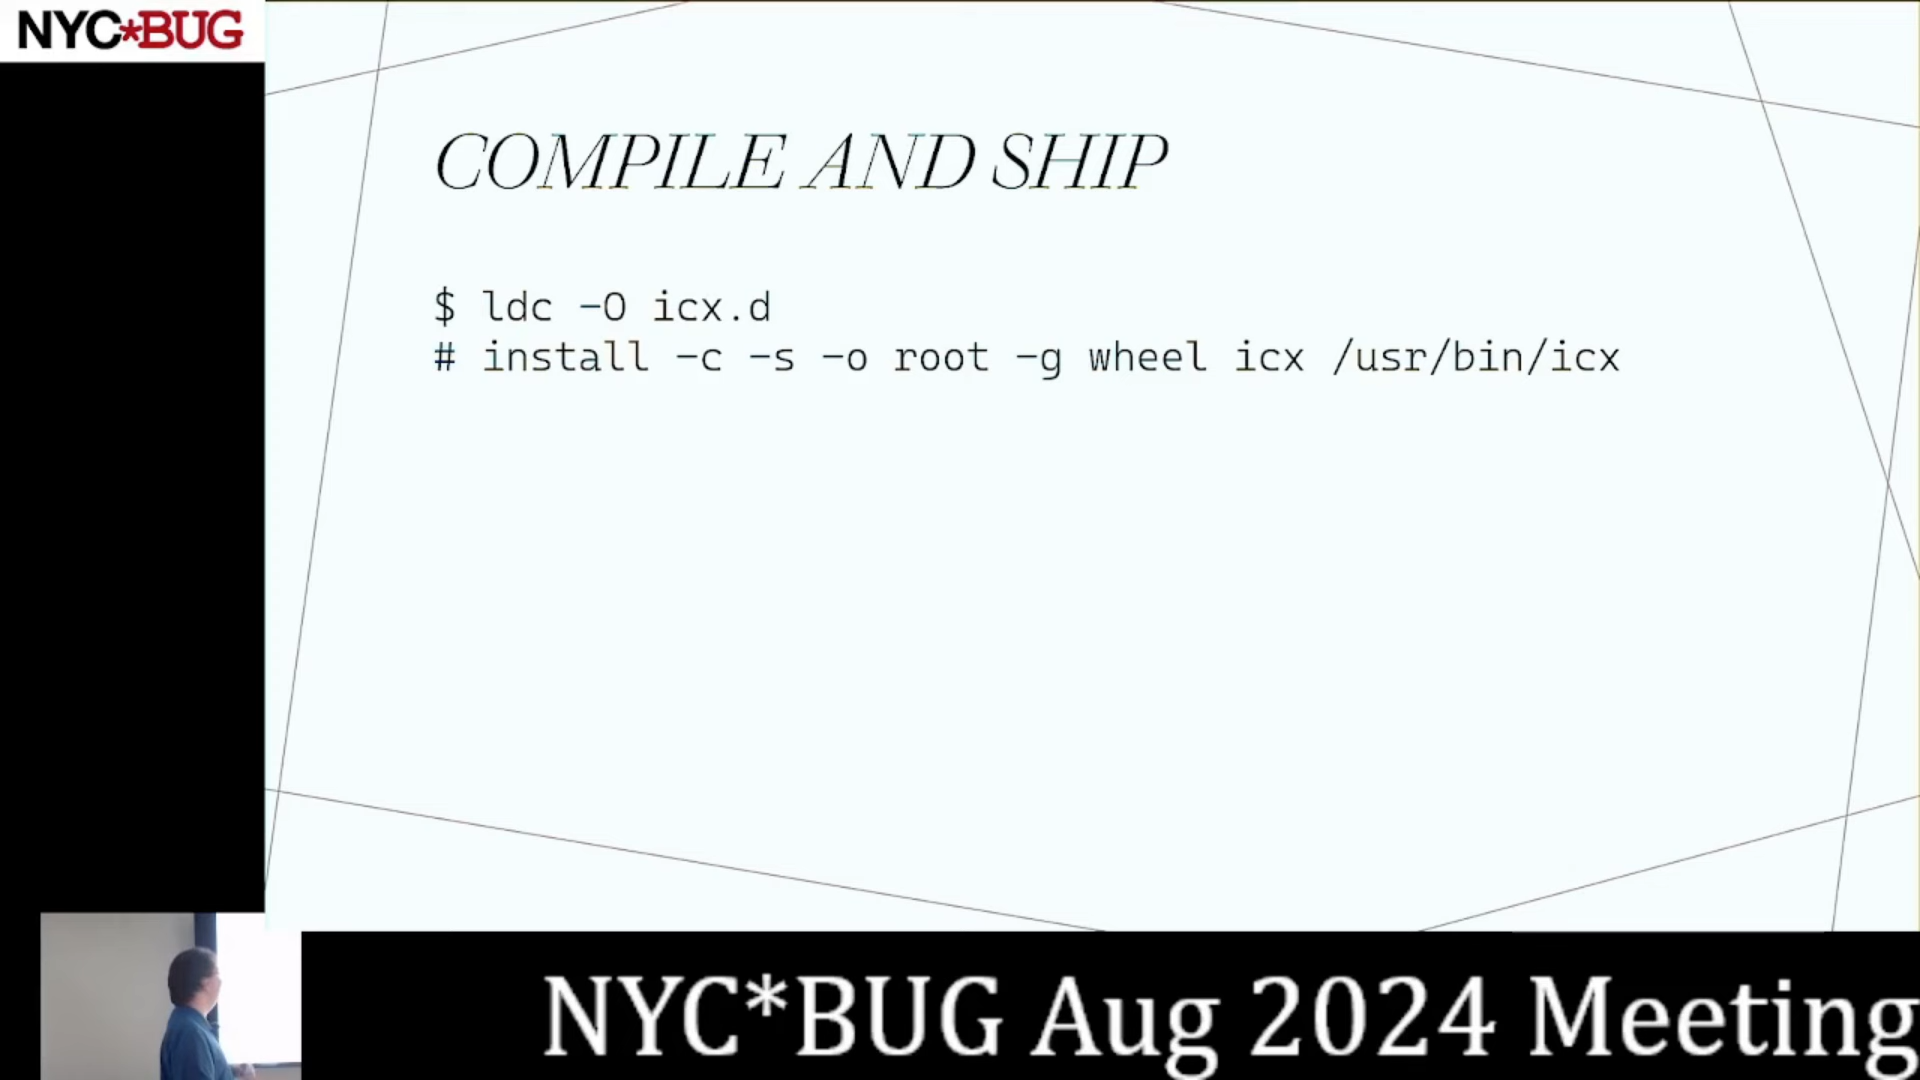 NYC*BUG
COMPILE AND SHIP
$ ldc -O icx.d
# install -c -s -o root -g wheel icx /usr/bin/icx
NYC*BUG Aug 2024 Meeting